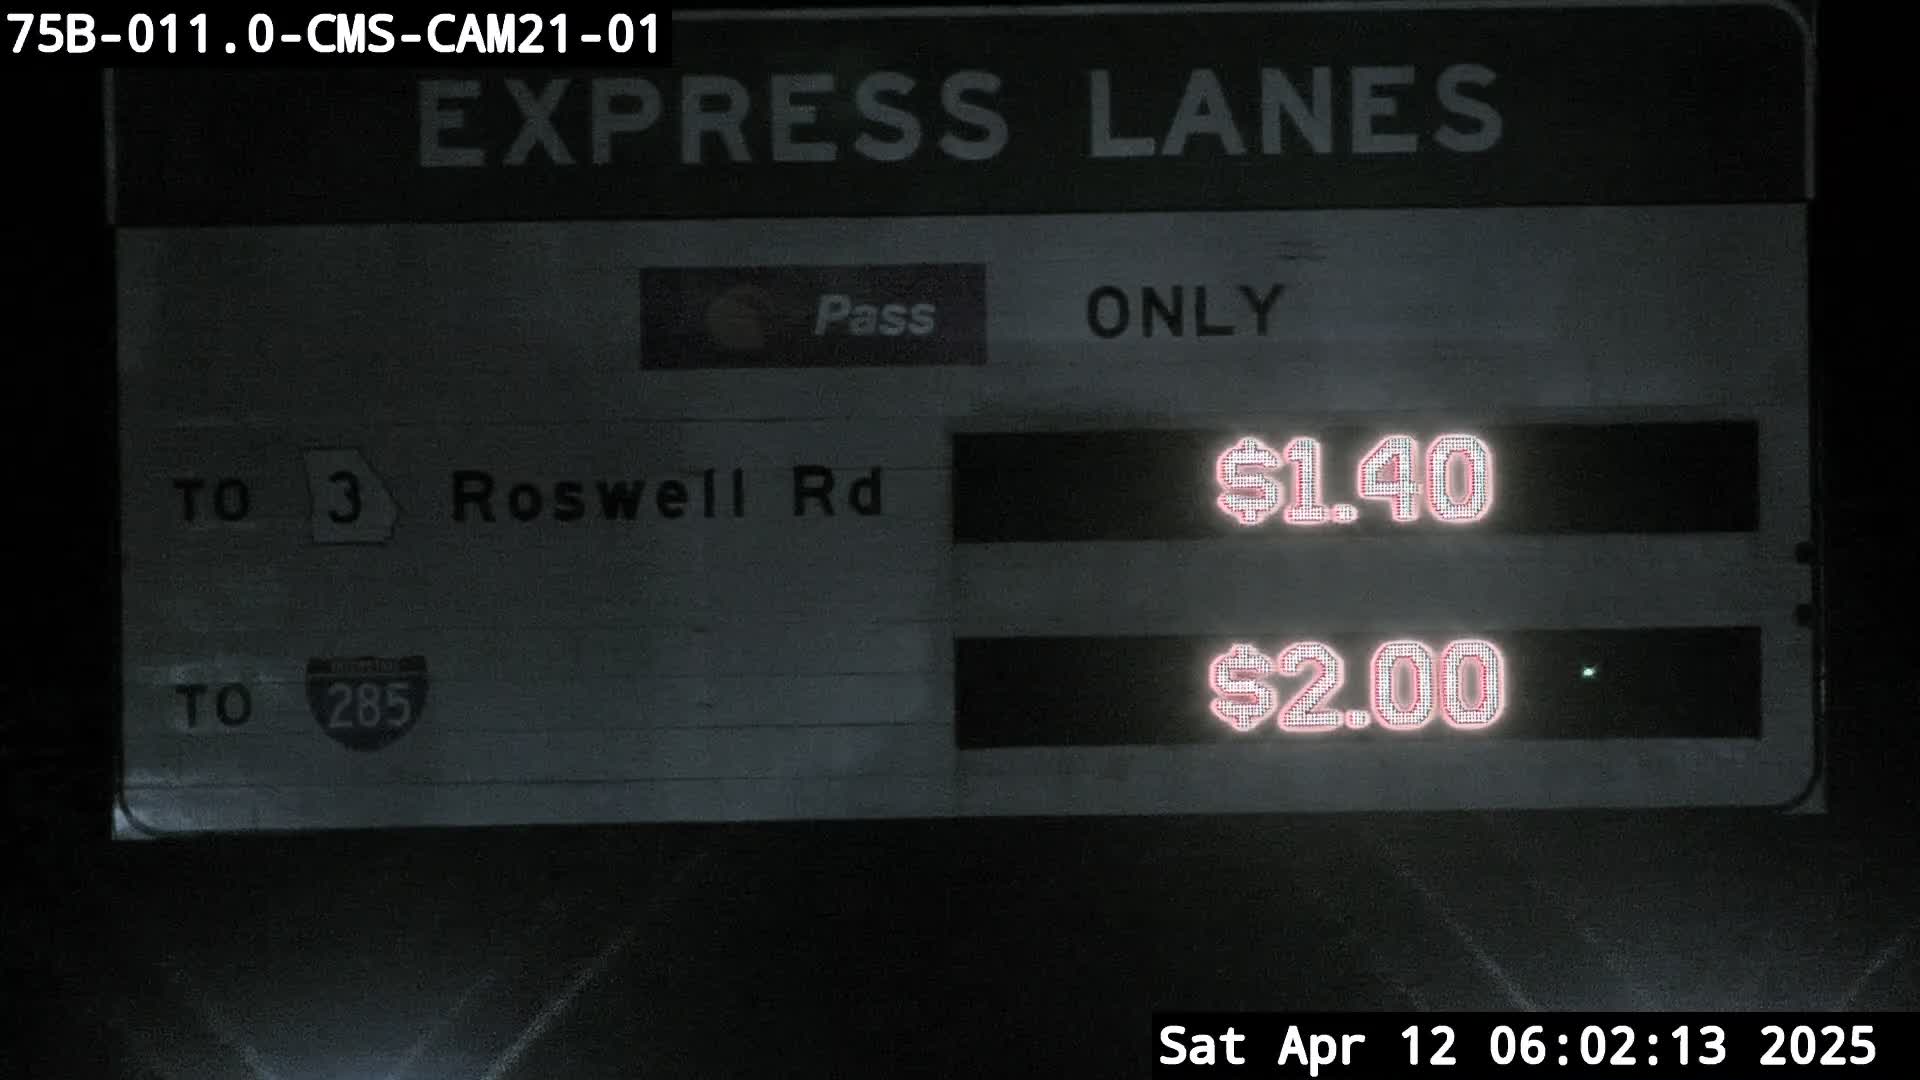 75B-011.0-CMS-CAM21-01
EXPRESS LANES
Pass ONLY
TO 3 Roswell Rd $1.40
TO 285 $2.00
Sat Apr 12 06:02:13 2025